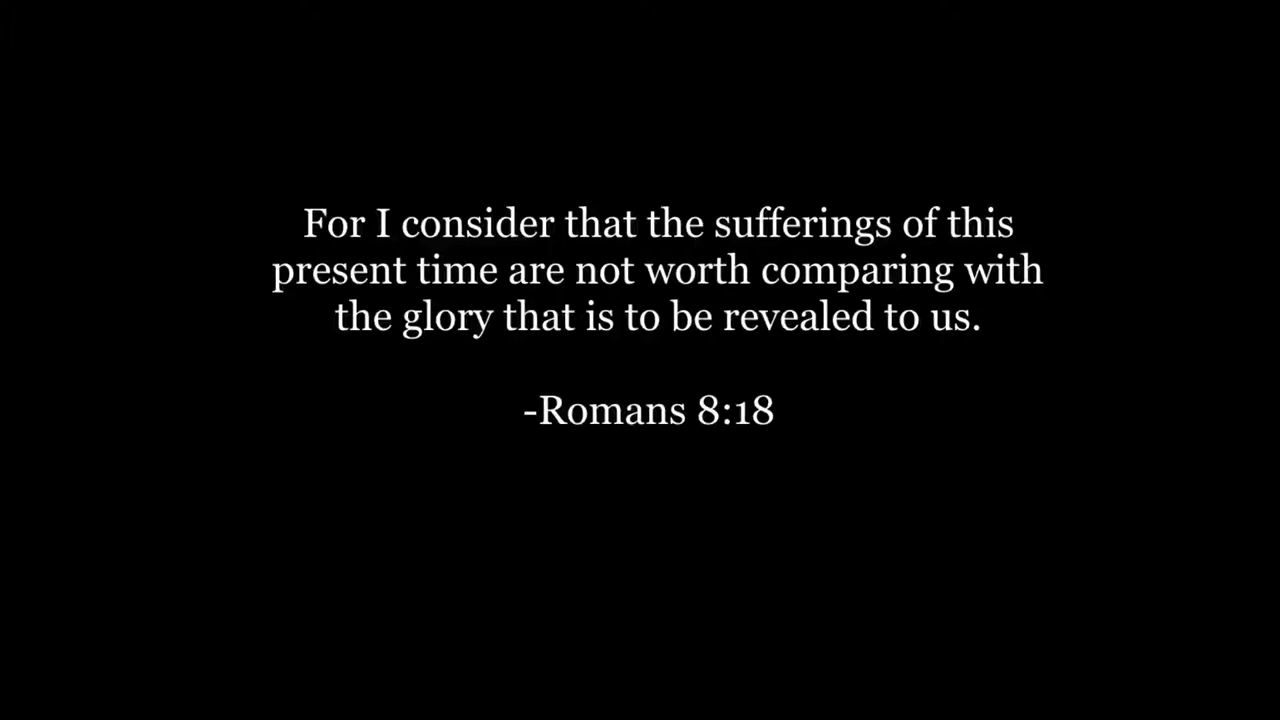 For I consider that the sufferings of this
present time are not worth comparing with
the glory that is to be revealed to us.
-Romans 8:18